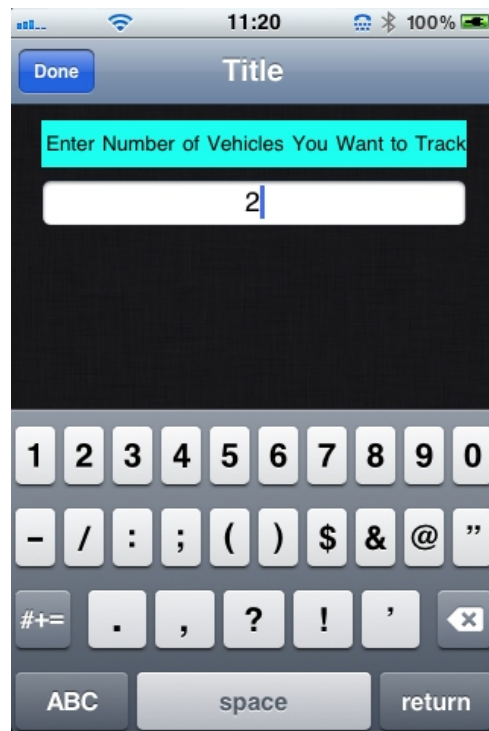 11:20 100%
Done Title
Enter Number of Vehicles You Want to Track
2
1 2 3 4 5 6 7 8 9 0
- / : ; ( ) $ & @ ”
#+= . , ? ! ’
ABC space return